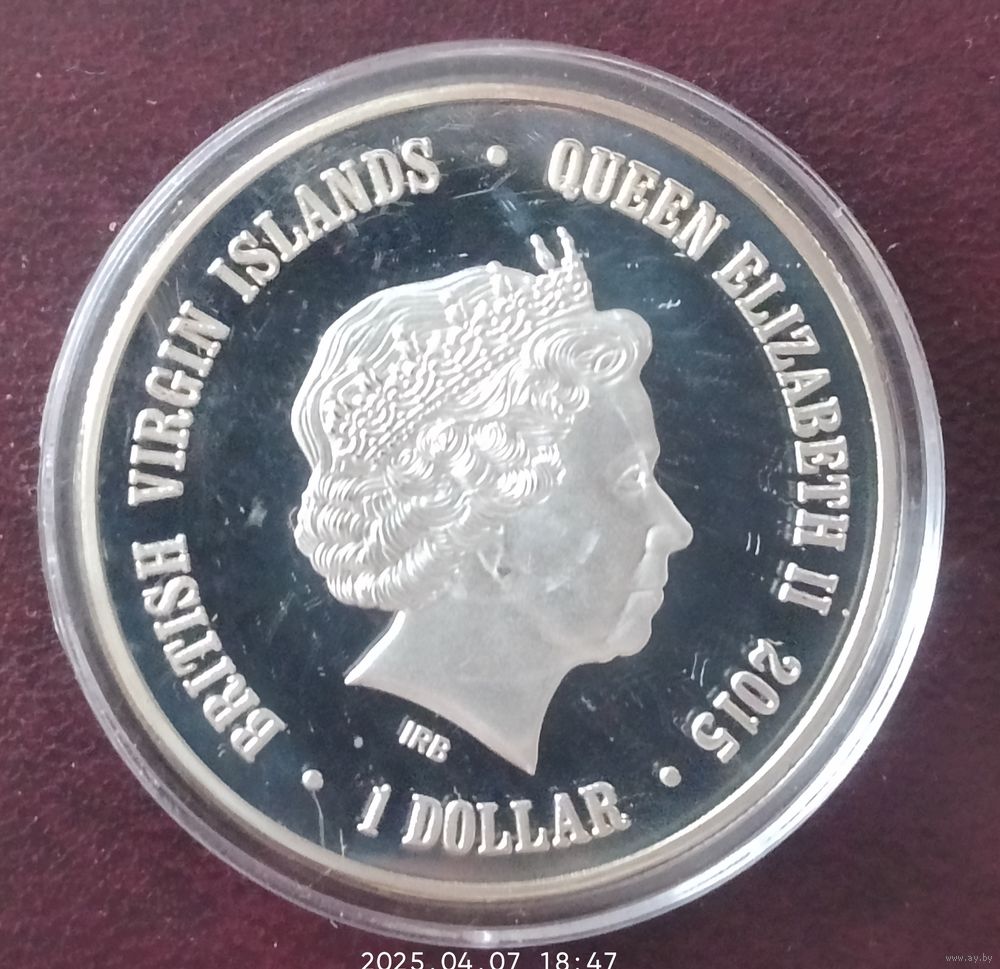 BRITISH VIRGIN ISLANDS • QUEEN ELIZABETH II 2015 •
1 DOLLAR •
IRB
2025.04.07 18:47
www.ay.by